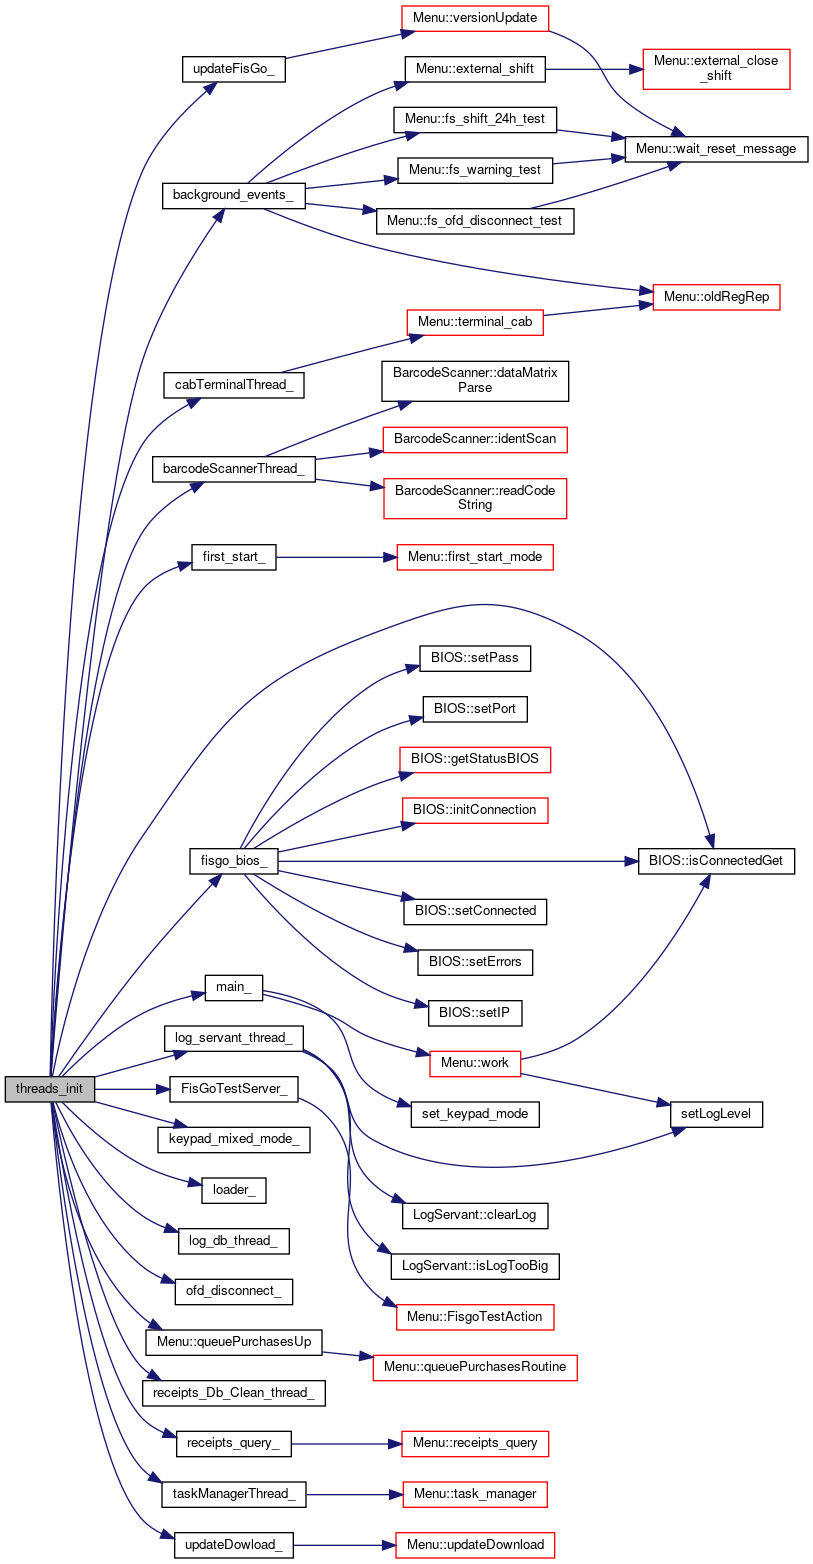 Menu::versionUpdate
updateFisGo_
Menu::external_shift
Menu::external_close
_shift
Menu::fs_shift_24h_test
Menu::wait_reset_message
Menu::fs_warning_test
background_events_
Menu::fs_ofd_disconnect_test
Menu::oldRegRep
Menu::terminal_cab
cabTerminalThread_
BarcodeScanner::dataMatrix
Parse
BarcodeScanner::identScan
barcodeScannerThread_
BarcodeScanner::readCode
String
first_start_
Menu::first_start_mode
BIOS::setPass
BIOS::setPort
BIOS::getStatusBIOS
BIOS::initConnection
fisgo_bios_
BIOS::isConnectedGet
BIOS::setConnected
BIOS::setErrors
main_
BIOS::setIP
log_servant_thread_
Menu::work
threads_init
FisGoTestServer_
set_keypad_mode
setLogLevel
keypad_mixed_mode_
loader_
LogServant::clearLog
log_db_thread_
LogServant::isLogTooBig
ofd_disconnect_
Menu::FisgoTestAction
Menu::queuePurchasesUp
Menu::queuePurchasesRoutine
receipts_Db_Clean_thread_
receipts_query_
Menu::receipts_query
taskManagerThread_
Menu::task_manager
updateDowload_
Menu::updateDownload